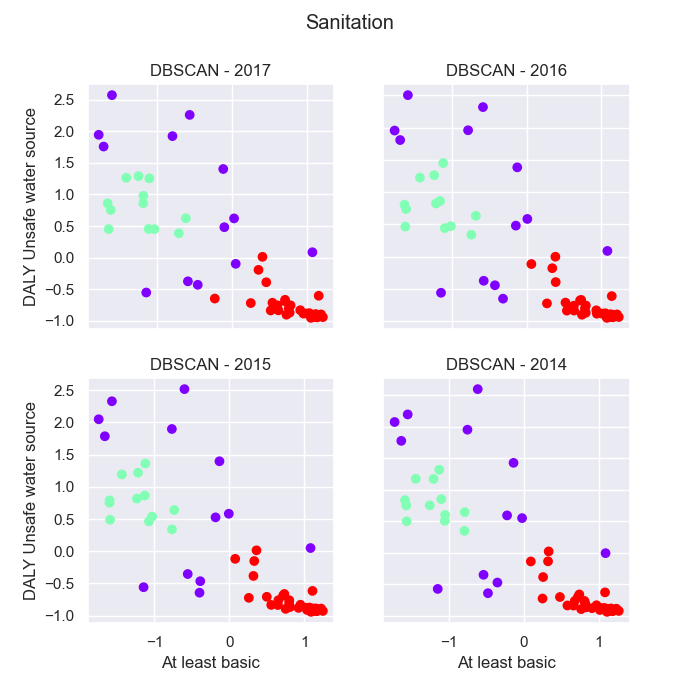 Sanitation
DBSCAN - 2017
DBSCAN - 2016
DALY Unsafe water source
2.5
2.0
1.5
1.0
0.5
0.0
−0.5
−1.0
DBSCAN - 2015
DBSCAN - 2014
DALY Unsafe water source
2.5
2.0
1.5
1.0
0.5
0.0
−0.5
−1.0
−1 0 1
−1 0 1
At least basic
At least basic